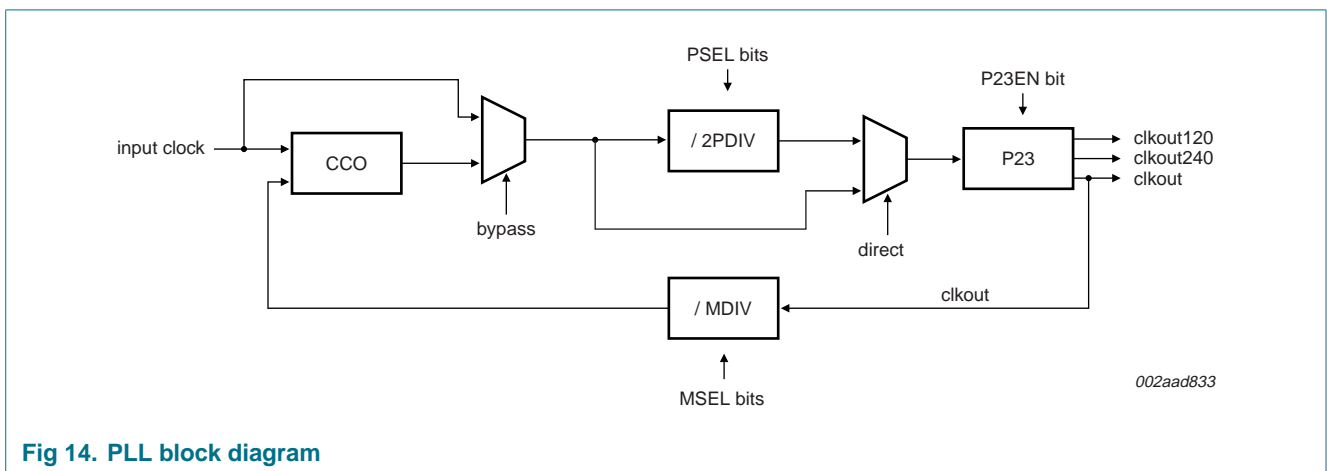 PSEL bits
P23EN bit
input clock
CCO
bypass
/ 2PDIV
direct
P23
clkout120
clkout240
clkout
/ MDIV
clkout
MSEL bits
002aad833
Fig 14. PLL block diagram